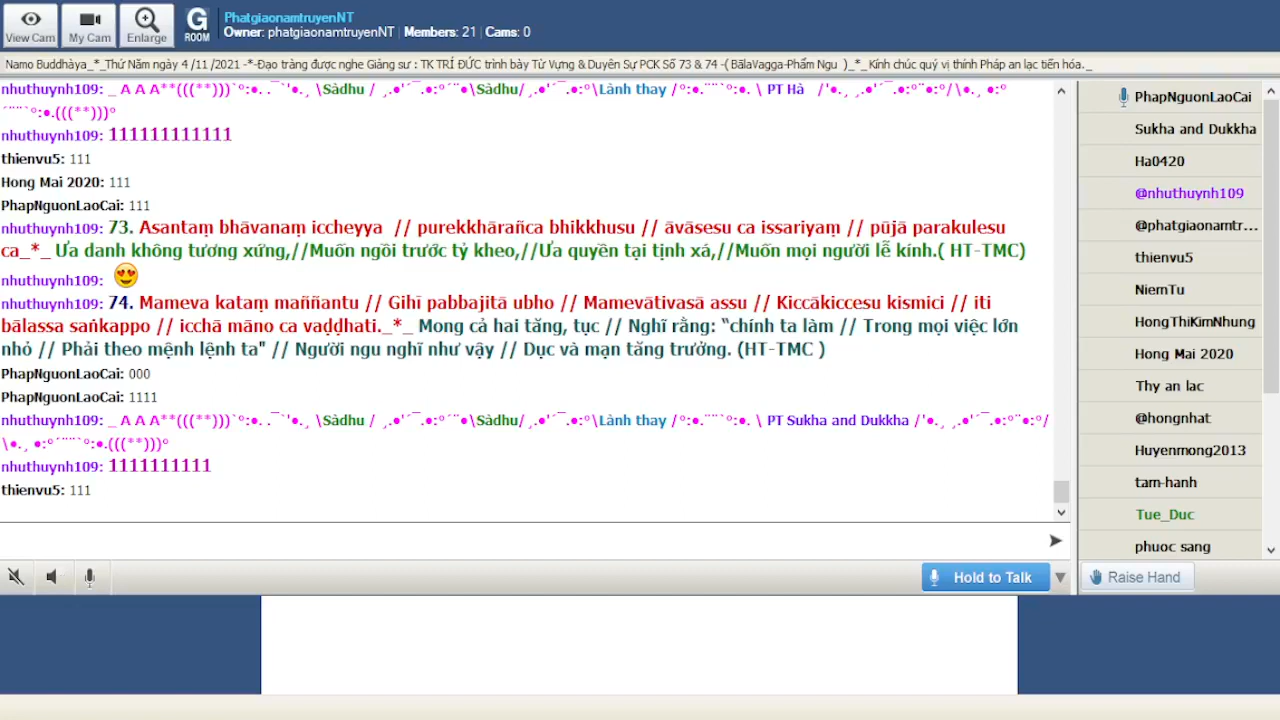 View Cam
My Cam
Enlarge
G ROOM
PhatgiaonamtruyenNT
Owner: phatgiaonamtruyenNT | Members: 21 | Cams: 0
Namo Buddhàya_*_Thứ Năm ngày 4 /11 /2021 -*-Đạo tràng được nghe Giảng sư : TK TRÍ ĐỨC trình bày Từ Vựng & Duyên Sự PCK Số 73 & 74 -( BãlaVagga-Phẩm Ngu )_*_ Kính chúc quý vị thính Pháp an lạc tiến hóa._
nhuthuynh109: _ A A A**(((**)))`º:●. .¯`'●.¸ \Sàdhu / ¸.●'´¯.●:º´¨●\Sàdhu/¸.●'´¯.●:º\Lành thay /º:●.¨¨`º:●. \ PT Hà /'●.¸ ¸.●'´¯.●:º¨●:º/\●.¸ ●:º
´¨¨`º:●.(((**)))º
nhuthuynh109: 111111111111
thienvu5: 111
Hong Mai 2020: 111
PhapNguonLaoCai: 111
nhuthuynh109: 73. Asantaṃ bhāvanaṃ iccheyya // purekkhārañca bhikkhusu // āvāsesu ca issariyaṃ // pūjā parakulesu
ca_*_ Ưa danh không tương xứng,//Muốn ngồi trước tỷ kheo,//Ưa quyền tại tịnh xá,//Muốn mọi người lễ kính.( HT-TMC)
nhuthuynh109:
nhuthuynh109: 74. Mameva kataṃ maññantu // Gihī pabbajitā ubho // Mamevātivasā assu // Kiccākiccesu kismici // iti
bālassa saṅkappo // icchā māno ca vaḍḍhati._*_ Mong cả hai tăng, tục // Nghĩ rằng: “chính ta làm // Trong mọi việc lớn
nhỏ // Phải theo mệnh lệnh ta" // Người ngu nghĩ như vậy // Dục và mạn tăng trưởng. (HT-TMC )
PhapNguonLaoCai: 000
PhapNguonLaoCai: 1111
nhuthuynh109: _ A A A**(((**)))`º:●. .¯`'●.¸ \Sàdhu / ¸.●'´¯.●:º´¨●\Sàdhu/¸.●'´¯.●:º\Lành thay /º:●.¨¨`º:●. \ PT Sukha and Dukkha /'●.¸ ¸.●'´¯.●:º¨●:º/
\●.¸ ●:º´¨¨`º:●.(((**)))º
nhuthuynh109: 1111111111
thienvu5: 111
Hold to Talk
PhapNguonLaoCai
Sukha and Dukkha
Ha0420
@nhuthuynh109
@phatgiaonamtr...
thienvu5
NiemTu
HongThiKimNhung
Hong Mai 2020
Thy an lac
@hongnhat
Huyenmong2013
tam-hanh
Tue_Duc
phuoc sang
Raise Hand